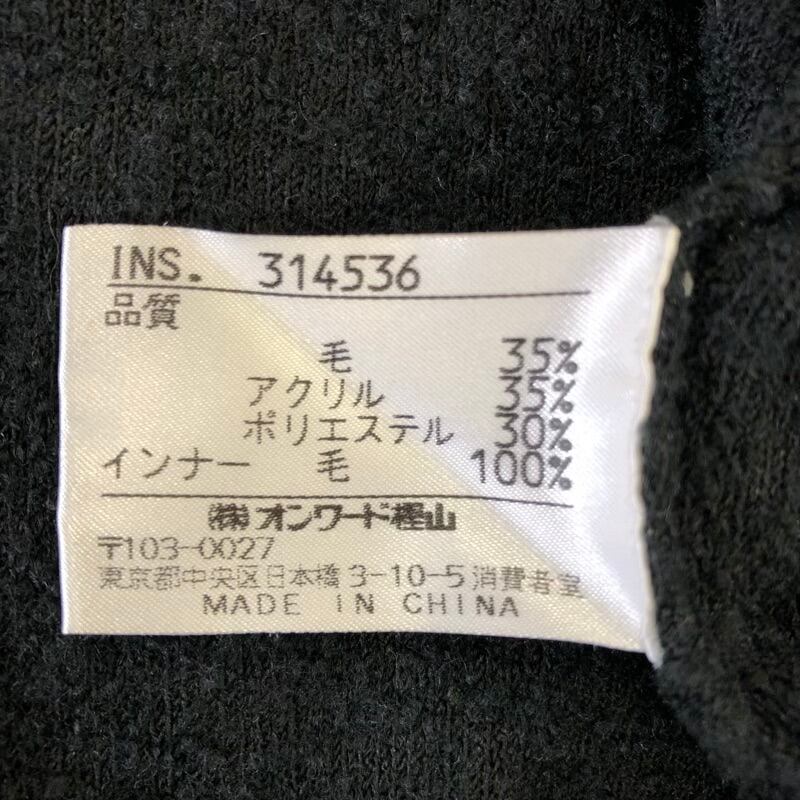 INS. 314536
品質
毛 35%
アクリル 35%
ポリエステル 30%
インナー 毛 100%
㈱オンワード樫山
〒103-0027
東京都中央区日本橋3-10-5消費者室
MADE IN CHINA